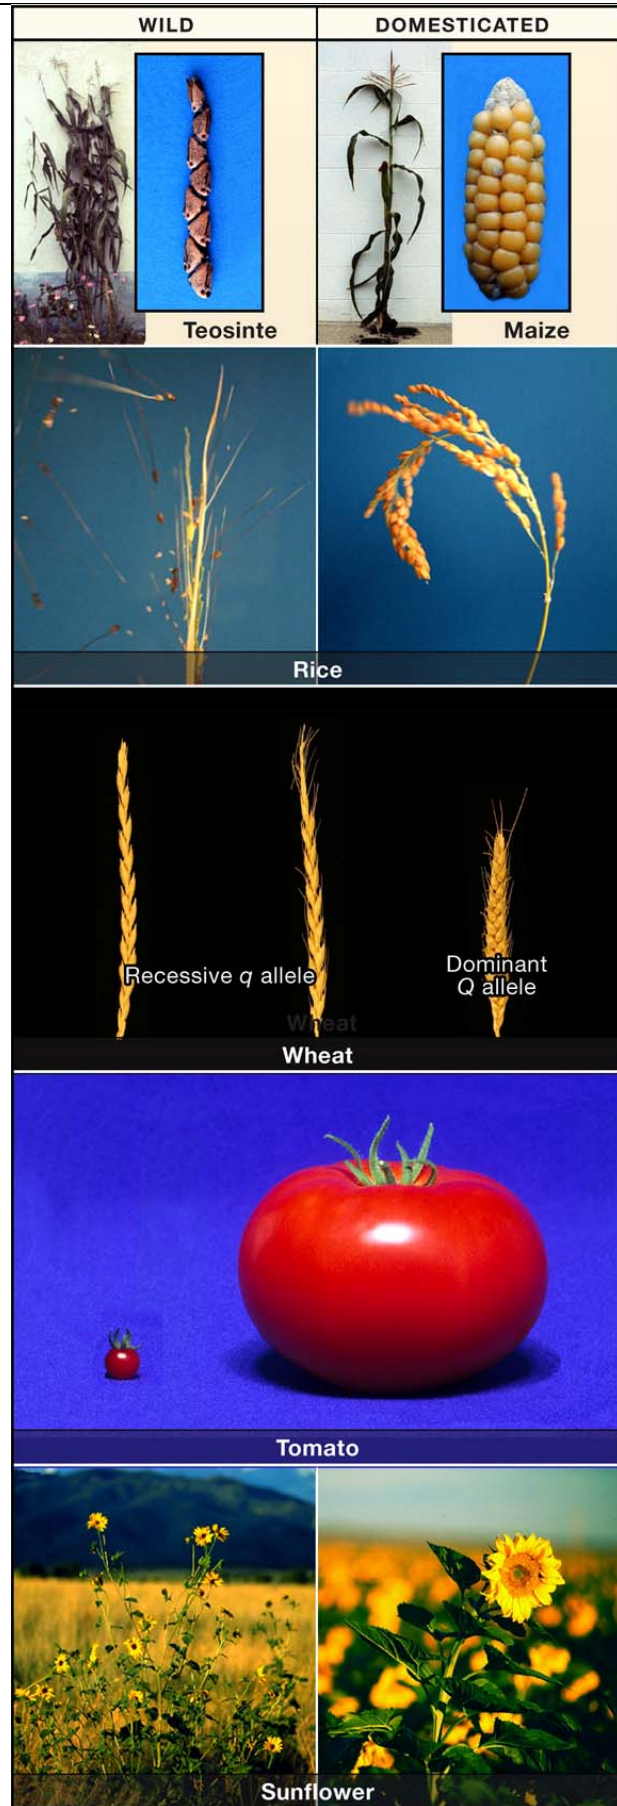 WILD DOMESTICATED
Teosinte Maize
Rice
Recessive q allele
Dominant
Q allele
Wheat
Wheat
Tomato
Sunflower